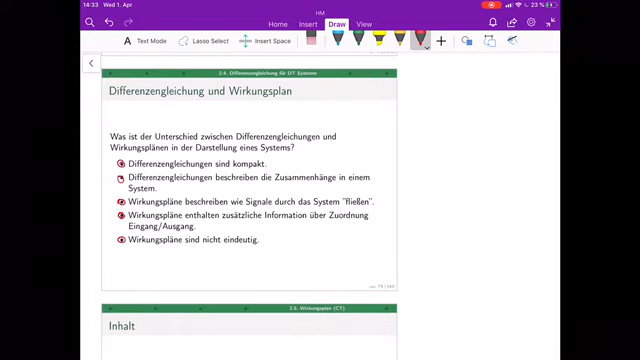 14:33 Wed 1. Apr
HM
23 %
Home Insert Draw View
Text Mode Lasso Select Insert Space
2.4. Differenzengleichung für DT Systeme
Differenzengleichung und Wirkungsplan
Was ist der Unterschied zwischen Differenzengleichungen und
Wirkungsplänen in der Darstellung eines Systems?
Differenzengleichungen sind kompakt.
Differenzengleichungen beschreiben die Zusammenhänge in einem
System.
Wirkungspläne beschreiben wie Signale durch das System "fließen".
Wirkungspläne enthalten zusätzliche Information über Zuordnung
Eingang/Ausgang.
Wirkungspläne sind nicht eindeutig.
2.5. Wirkungsplan (CT)
Inhalt